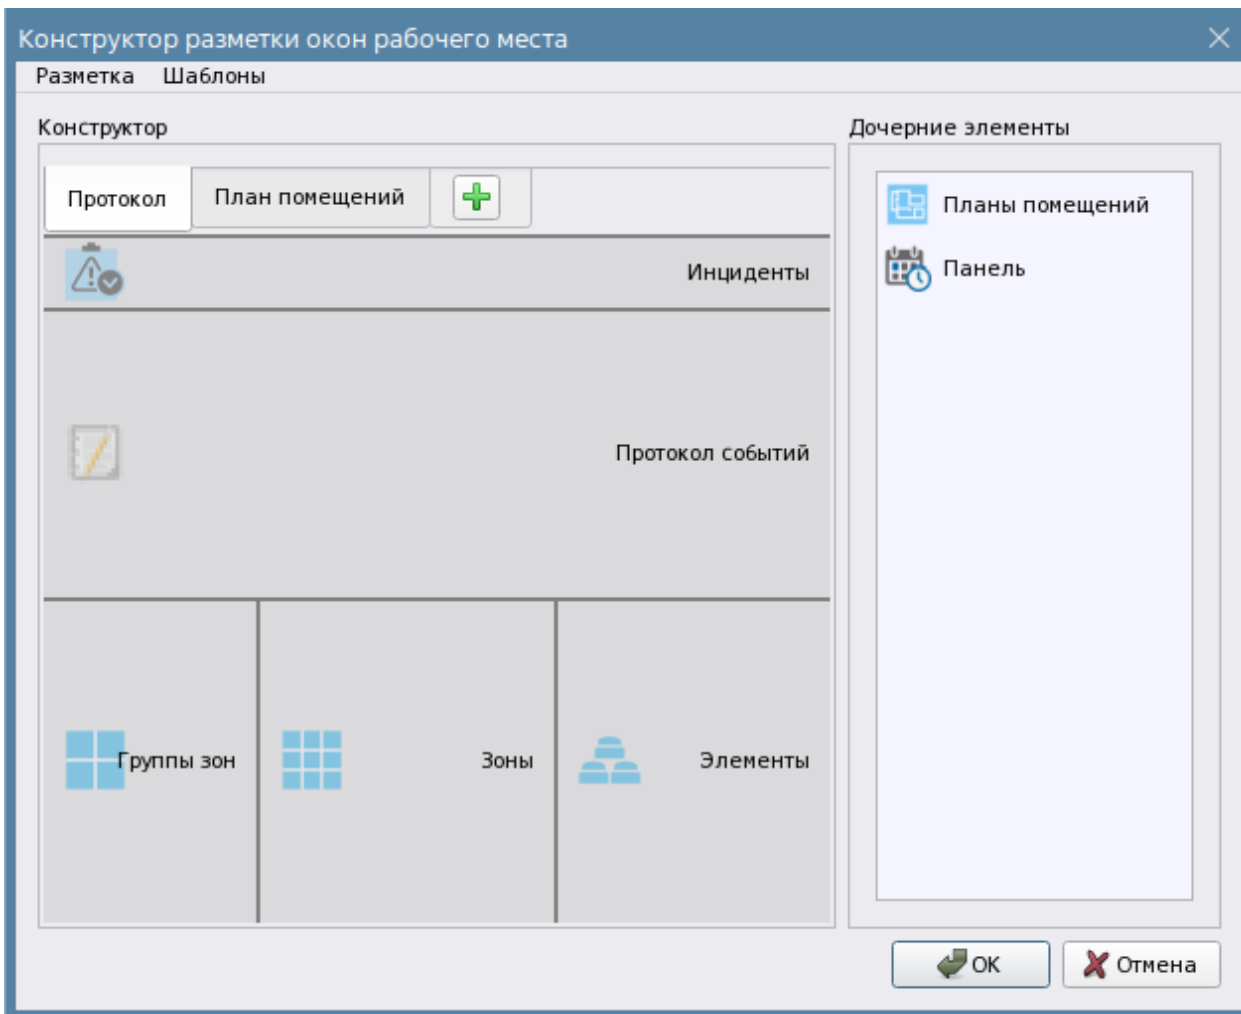 Конструктор разметки окон рабочего места
Разметка Шаблоны
Конструктор
Дочерние элементы
Протокол План помещений
Инциденты
Протокол событий
Группы зон Зоны Элементы
Планы помещений
Панель
ОК Отмена